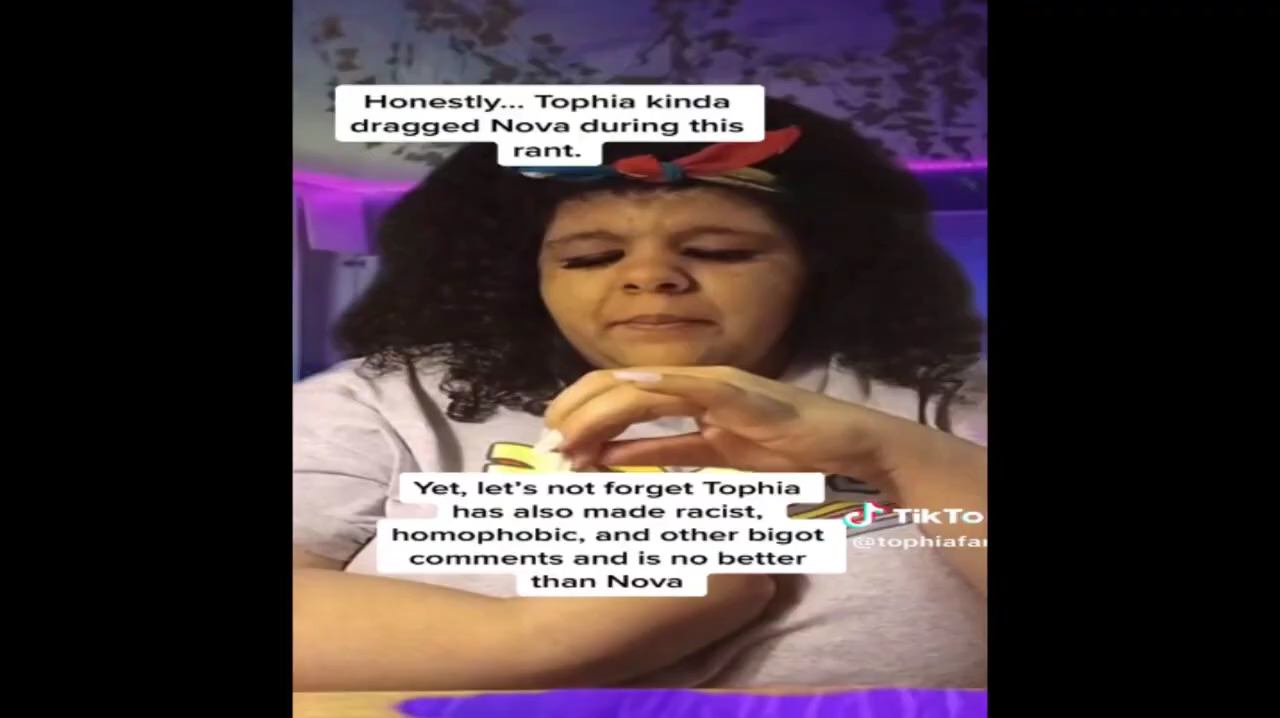 Honestly... Tophia kinda
dragged Nova during this
rant.
Yet, let's not forget Tophia
has also made racist,
homophobic, and other bigot
comments and is no better
than Nova
TikTo
@tophiafa